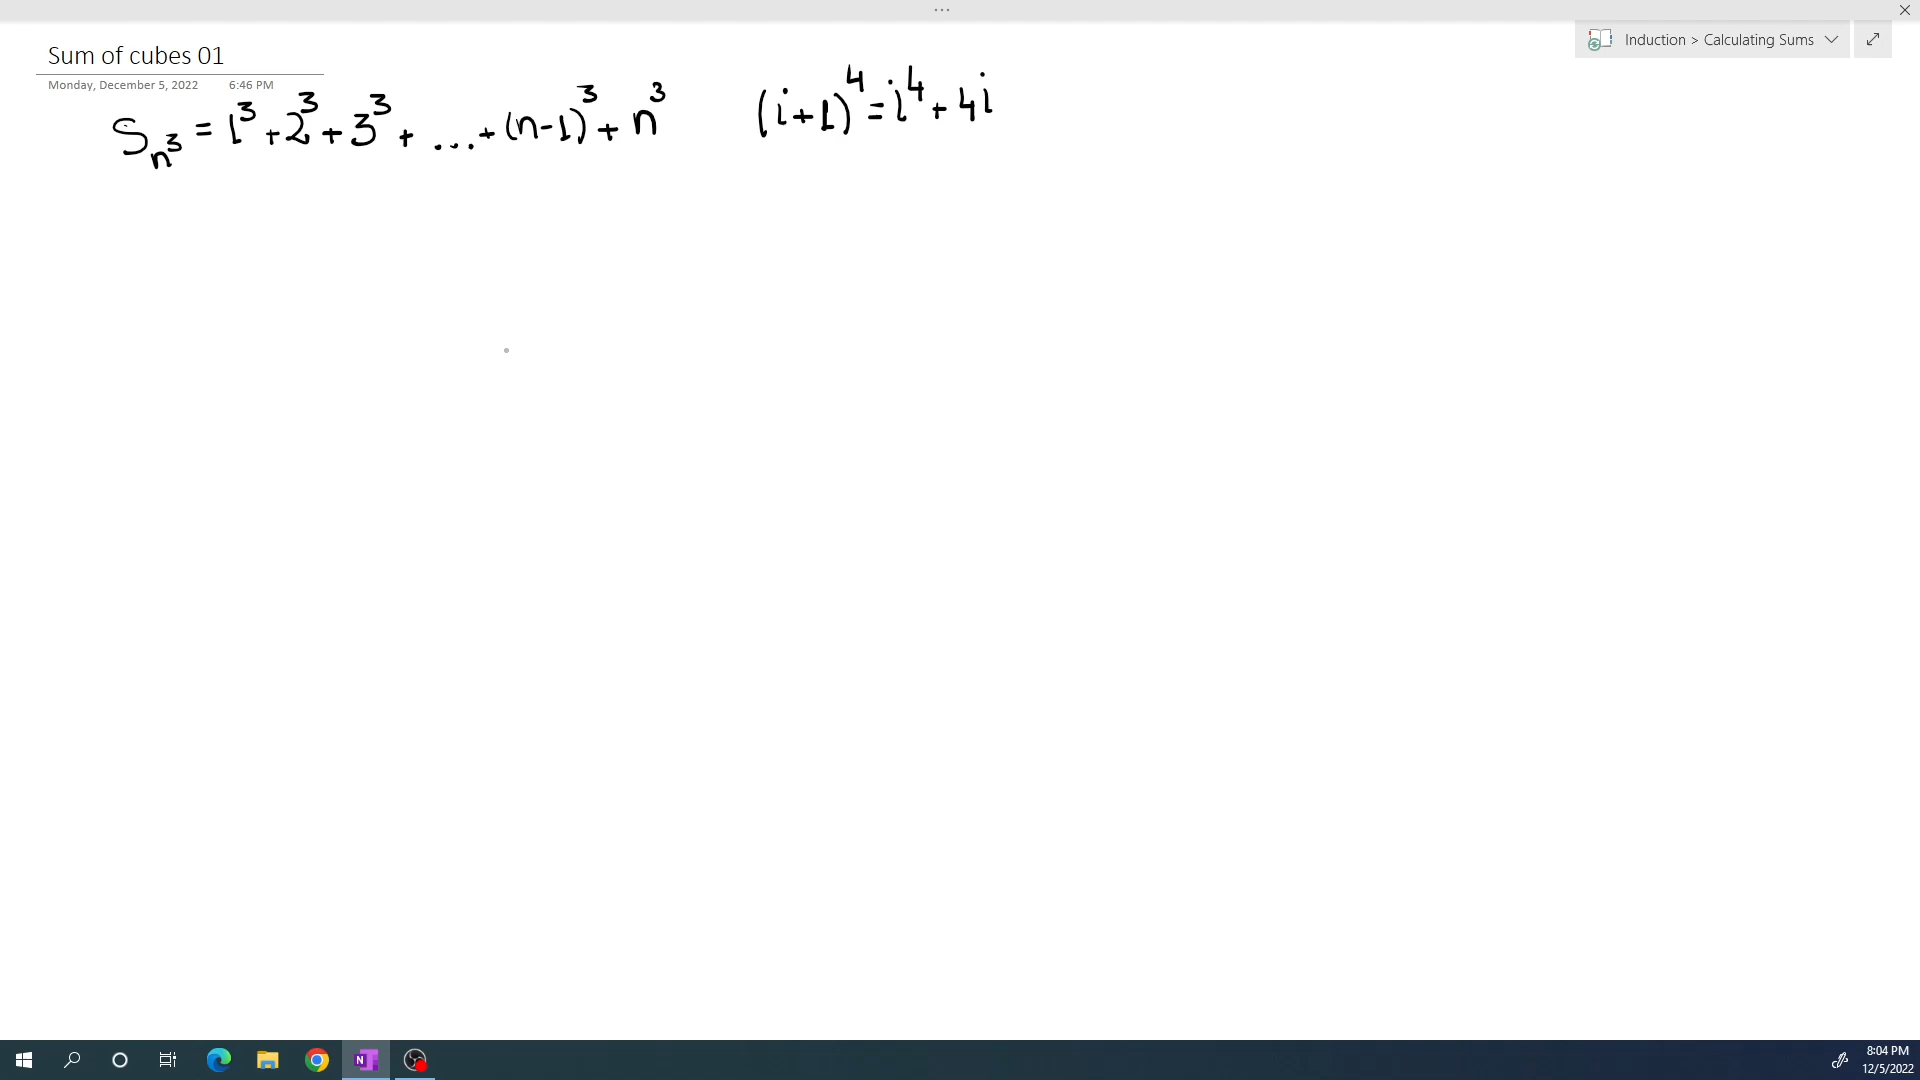 Induction > Calculating Sums
Sum of cubes 01
Monday, December 5, 2022 6:46 PM
Sₙ³ = 1³ + 2³ + 3³ + ... + (n-1)³ + n³ (i+1)⁴ = i⁴ + 4i
8:04 PM
12/5/2022